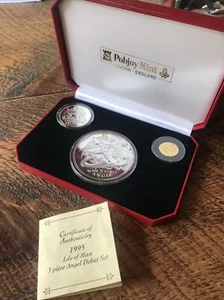 Pobjoy Mint
LONDON · ENGLAND
Certificate of
Authenticity
1995
Isle of Man
3 piece Angel Debut Set